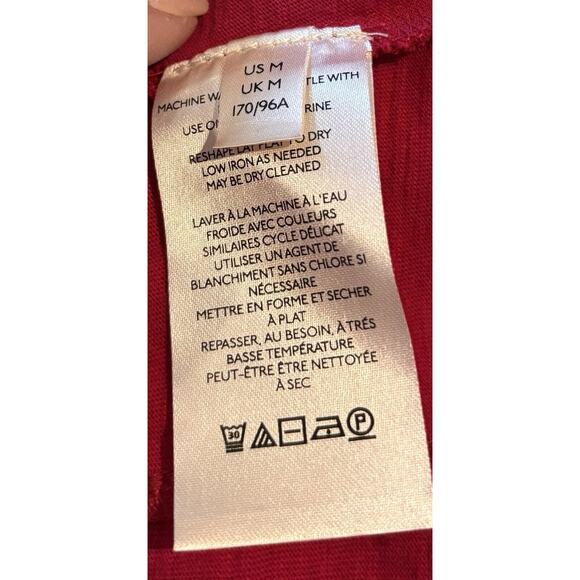 US M
UK M
170/96A
MACHINE W TLE WITH
USE O RINE
RESHAPE LAY FLAT TO DRY
LOW IRON AS NEEDED
MAY BE DRY CLEANED
LAVER À LA MACHINE À L'EAU
FROIDE AVEC COULEURS
SIMILAIRES CYCLE DÉLICAT
UTILISER UN AGENT DE
BLANCHIMENT SANS CHLORE SI
NÉCESSAIRE
METTRE EN FORME ET SECHER
À PLAT
REPASSER, AU BESOIN, À TRÉS
BASSE TEMPÉRATURE
PEUT-ÊTRE ÊTRE NETTOYÉE
À SEC
30
P